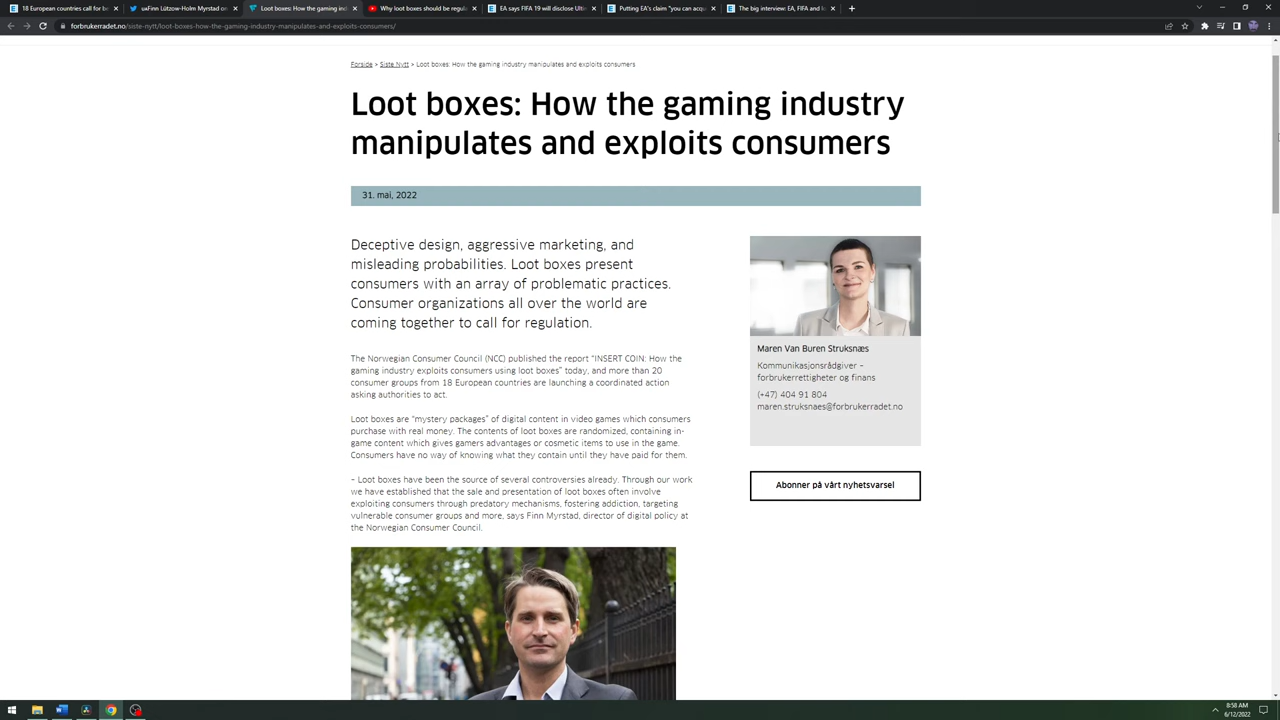 18 European countries call for be
Finn Lützow-Holm Myrstad on
Loot boxes: How the gaming ind
Why loot boxes should be regul
EA says FIFA 19 will disclose Ulti
Putting EA's claim "you can acqu
The big interview: EA, FIFA and lo
forbrukerradet.no/siste-nytt/loot-boxes-how-the-gaming-industry-manipulates-and-exploits-consumers/
Forside > Siste Nytt > Loot boxes: How the gaming industry manipulates and exploits consumers
Loot boxes: How the gaming industry
manipulates and exploits consumers
31. mai, 2022
Deceptive design, aggressive marketing, and
misleading probabilities. Loot boxes present
consumers with an array of problematic practices.
Consumer organizations all over the world are
coming together to call for regulation.
The Norwegian Consumer Council (NCC) published the report "INSERT COIN: How the
gaming industry exploits consumers using loot boxes" today, and more than 20
consumer groups from 18 European countries are launching a coordinated action
asking authorities to act.
Loot boxes are "mystery packages" of digital content in video games which consumers
purchase with real money. The contents of loot boxes are randomized, containing in-
game content which gives gamers advantages or cosmetic items to use in the game.
Consumers have no way of knowing what they contain until they have paid for them.
– Loot boxes have been the source of several controversies already. Through our work
we have established that the sale and presentation of loot boxes often involve
exploiting consumers through predatory mechanisms, fostering addiction, targeting
vulnerable consumer groups and more, says Finn Myrstad, director of digital policy at
the Norwegian Consumer Council.
Maren Van Buren Struksnæs
Kommunikasjonsrådgiver –
forbrukerrettigheter og finans
(+47) 404 91 804
maren.struksnaes@forbrukerradet.no
Abonner på vårt nyhetsvarsel
8:58 AM
6/12/2022